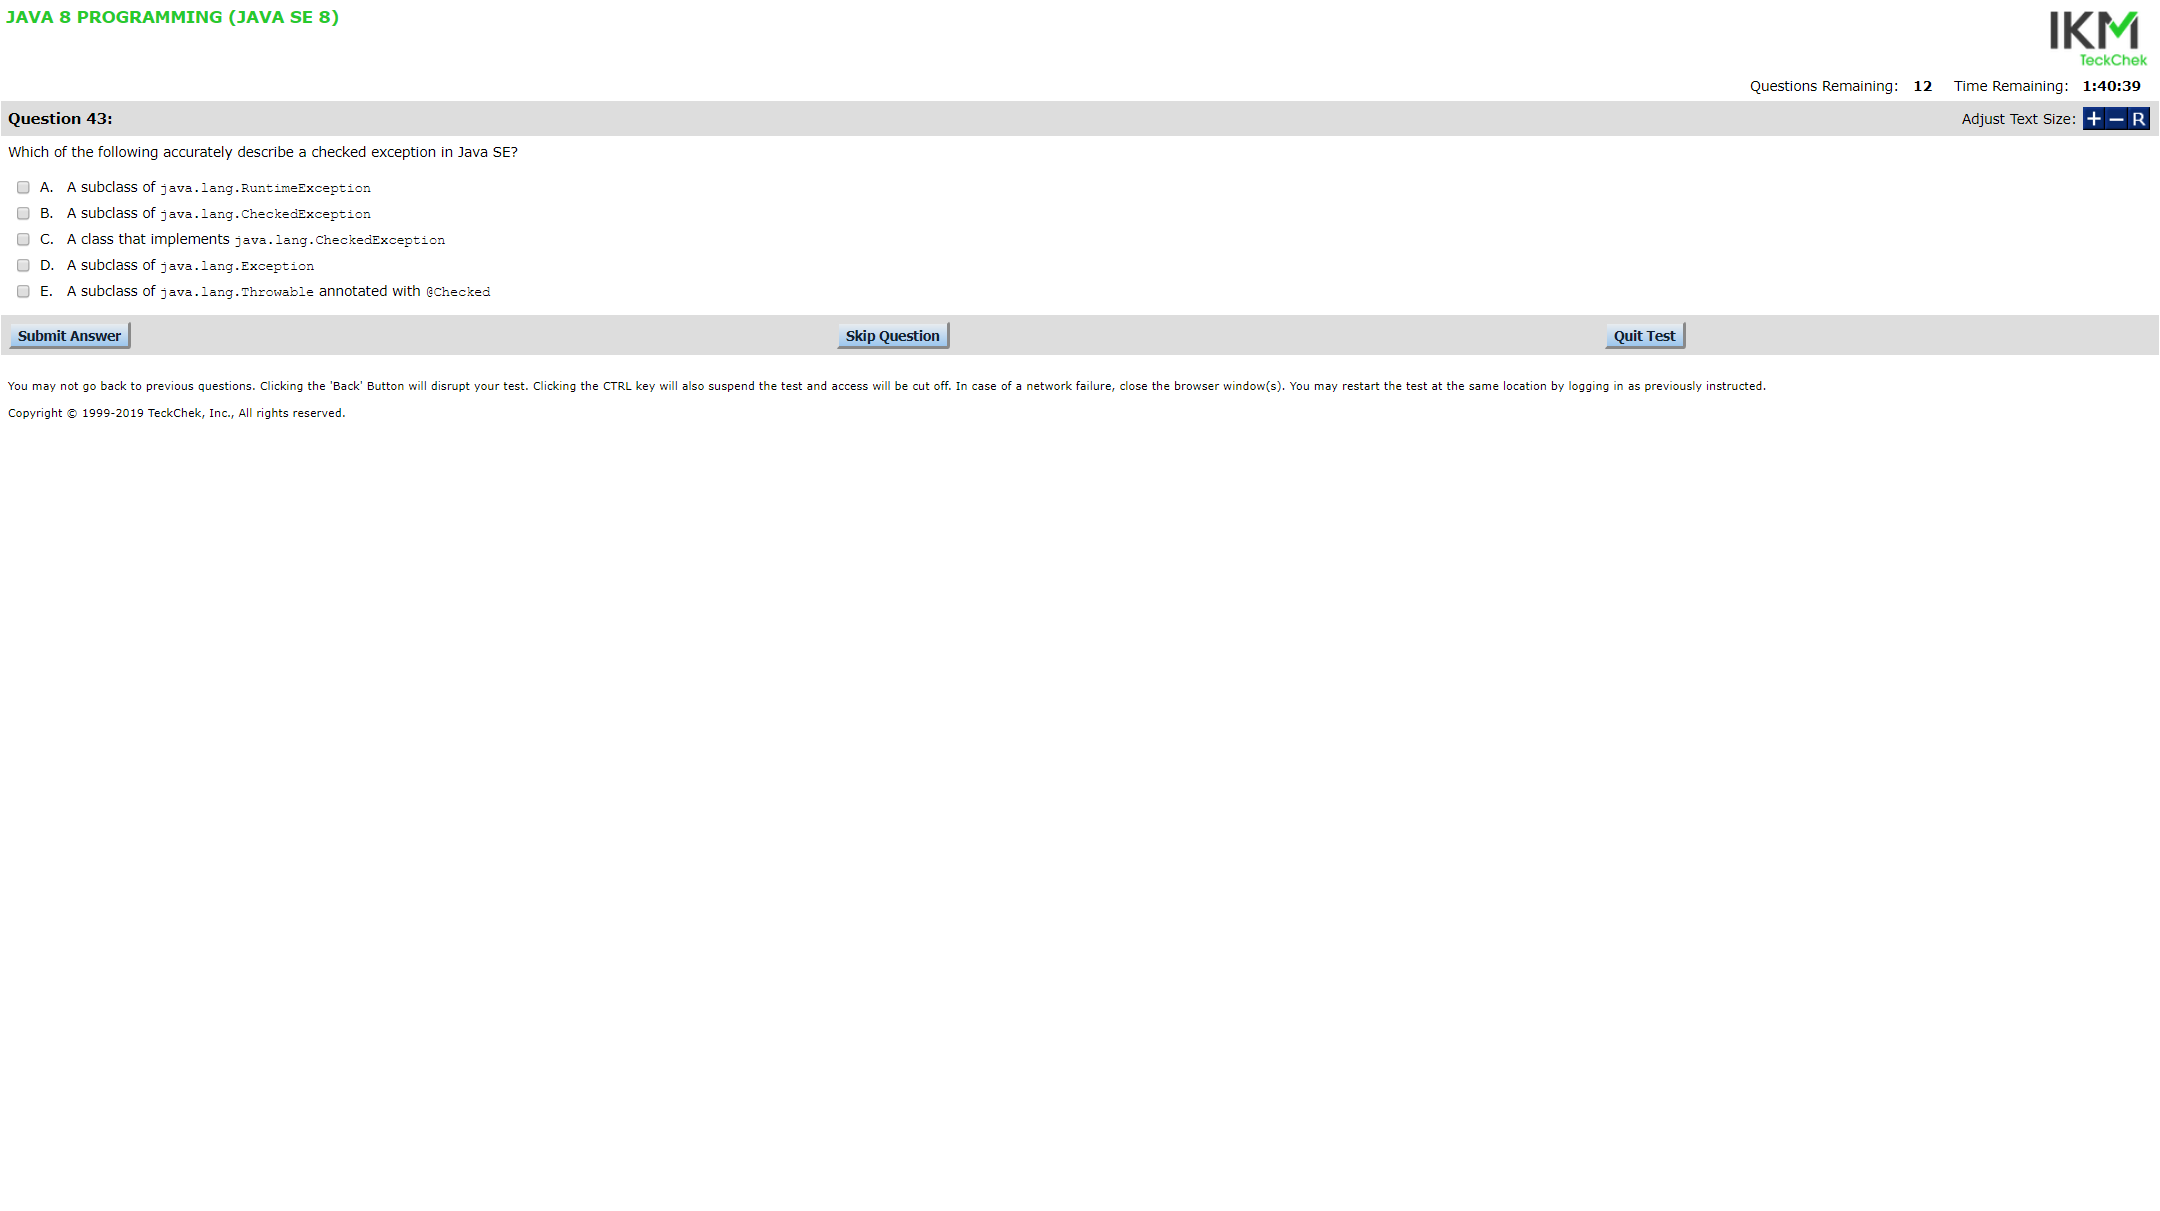 JAVA 8 PROGRAMMING (JAVA SE 8)
IKM
TeckChek
Questions Remaining: 12 Time Remaining: 1:40:39
Question 43:
Adjust Text Size: + – R
Which of the following accurately describe a checked exception in Java SE?
A. A subclass of java.lang.RuntimeException
B. A subclass of java.lang.CheckedException
C. A class that implements java.lang.CheckedException
D. A subclass of java.lang.Exception
E. A subclass of java.lang.Throwable annotated with @Checked
Submit Answer Skip Question Quit Test
You may not go back to previous questions. Clicking the 'Back' Button will disrupt your test. Clicking the CTRL key will also suspend the test and access will be cut off. In case of a network failure, close the browser window(s). You may restart the test at the same location by logging in as previously instructed.
Copyright © 1999-2019 TeckChek, Inc., All rights reserved.